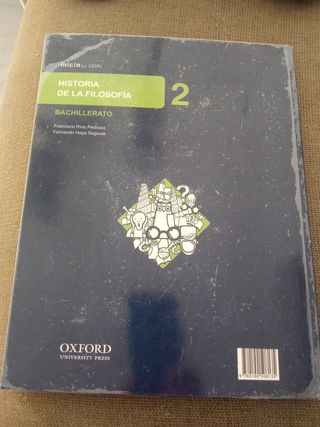 inicia DUAL
HISTORIA
DE LA FILOSOFÍA
2
BACHILLERATO
Francisco Ríos Pedraza
Fernando Haya Segovia
OXFORD
UNIVERSITY PRESS